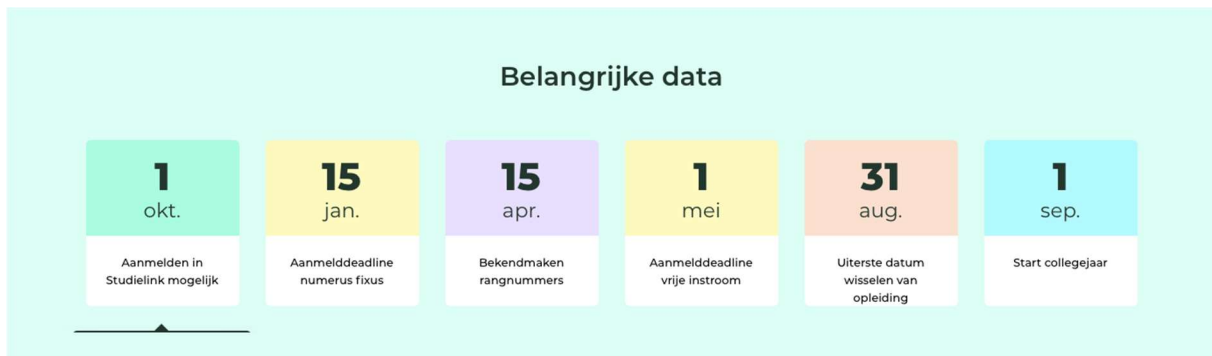 Belangrijke data
1
okt.
Aanmelden in
Studielink mogelijk
15
jan.
Aanmelddeadline
numerus fixus
15
apr.
Bekendmaken
rangnummers
1
mei
Aanmelddeadline
vrije instroom
31
aug.
Uiterste datum
wisselen van
opleiding
1
sep.
Start collegejaar